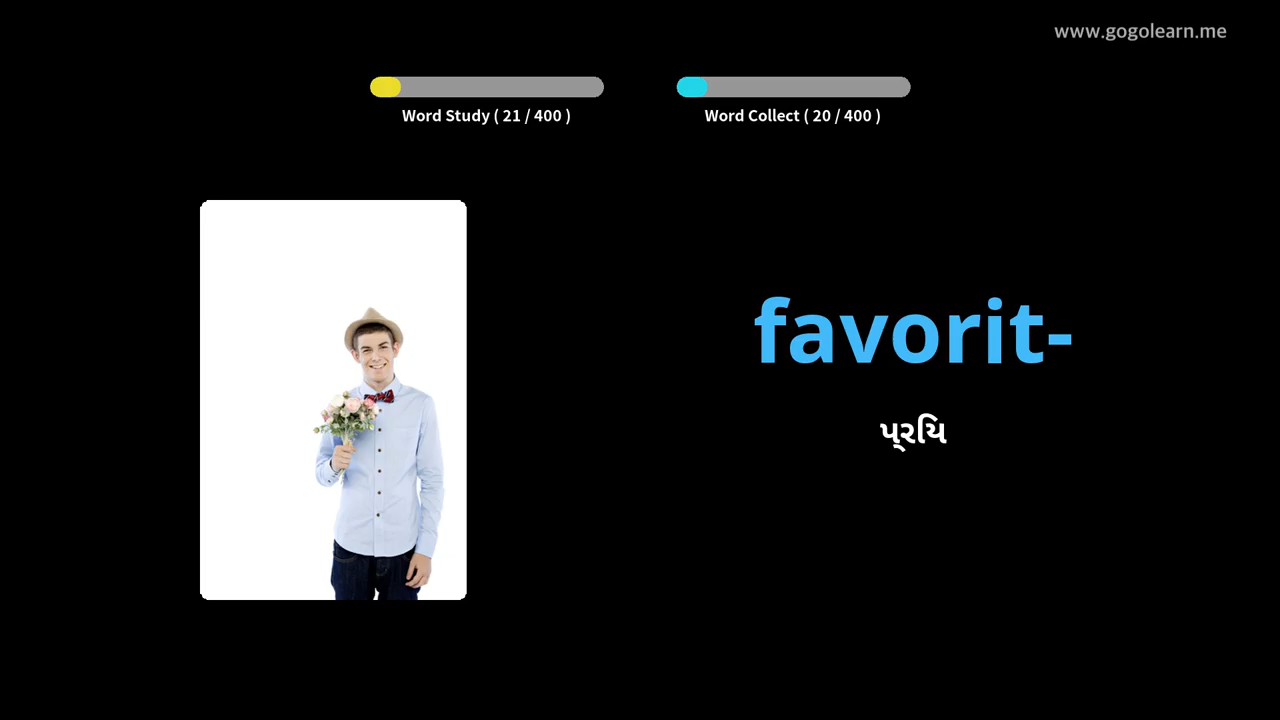 www.gogolearn.me
Word Study ( 21 / 400 )
Word Collect ( 20 / 400 )
favorit-
પ્રિય